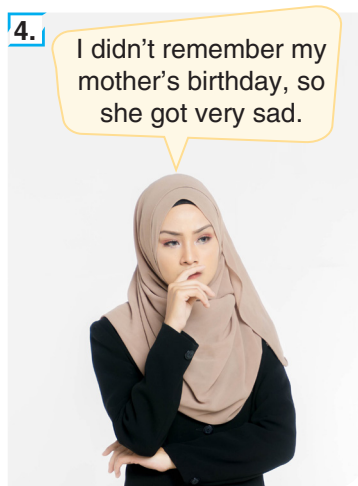 4.
I didn’t remember my
mother’s birthday, so
she got very sad.